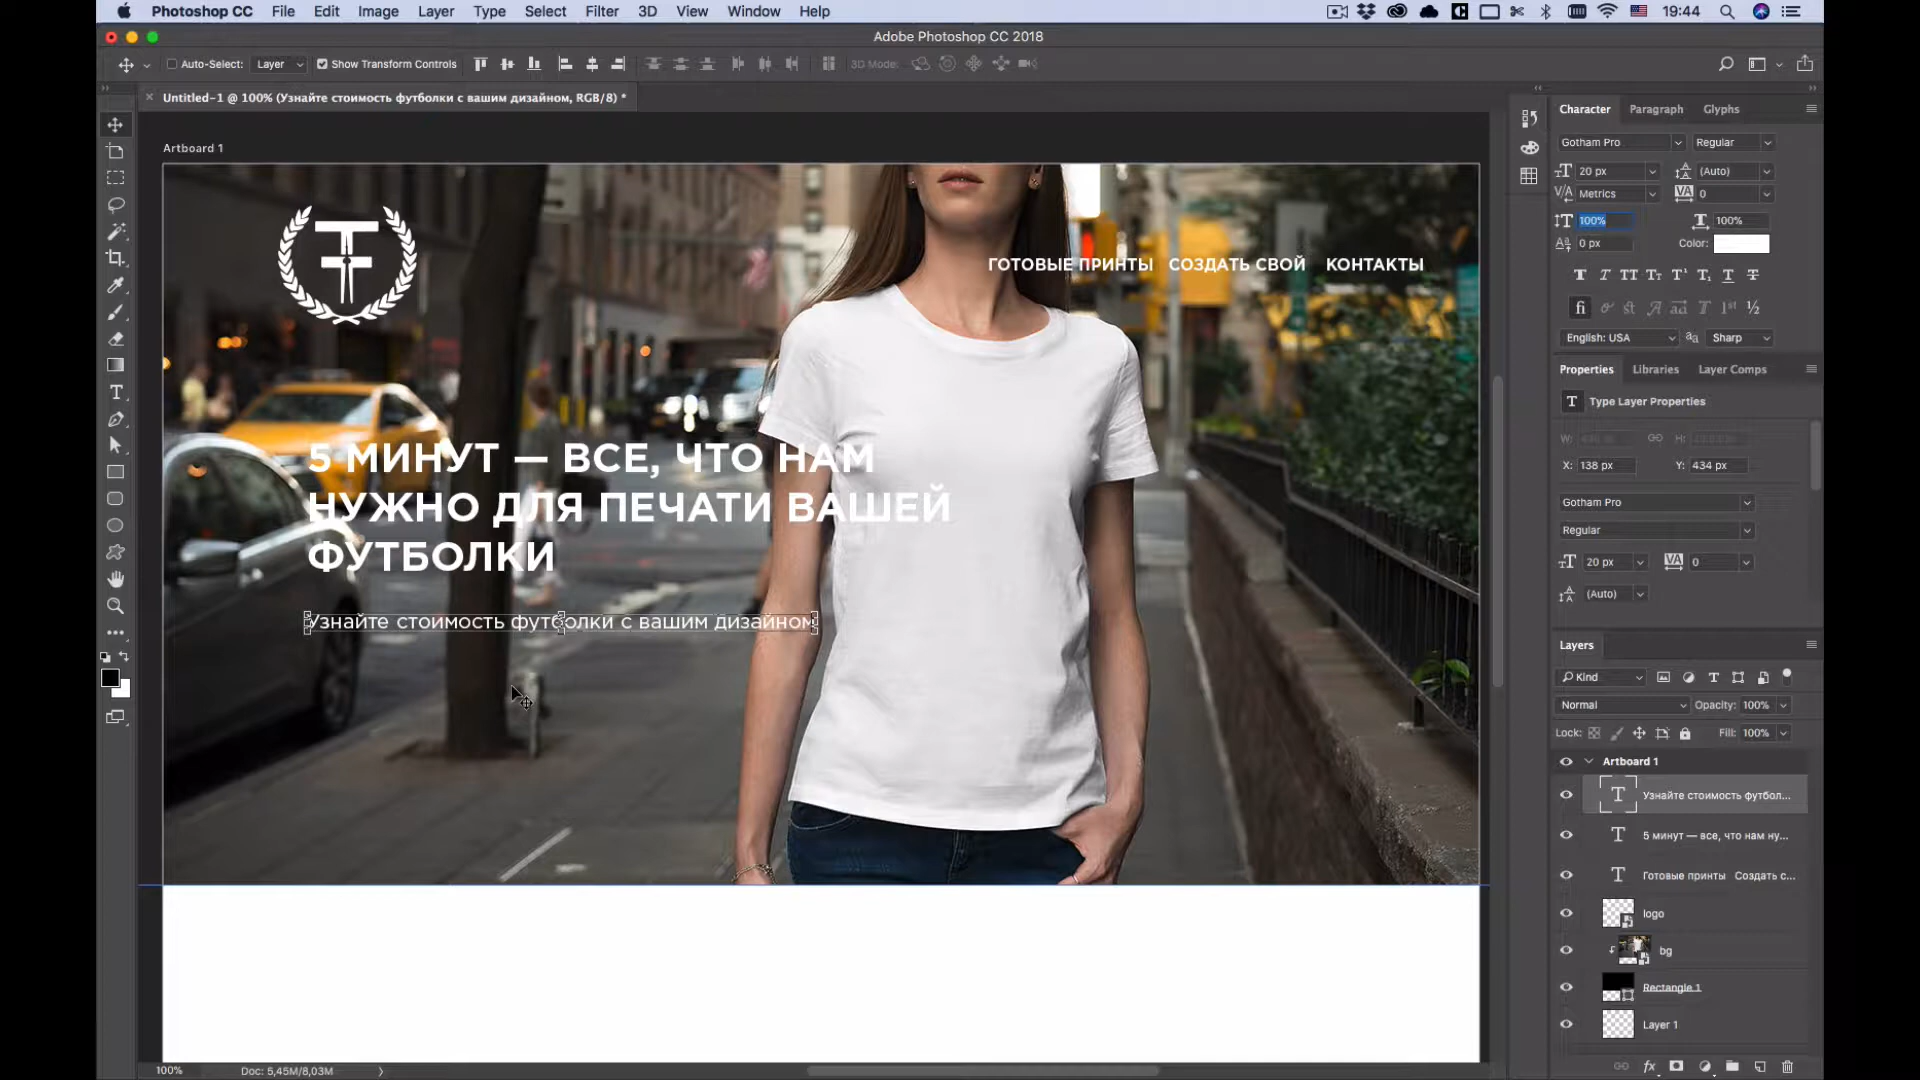 Photoshop CC File Edit Image Layer Type Select Filter 3D View Window Help 19:44
Adobe Photoshop CC 2018
Auto-Select: Layer Show Transform Controls 3D Mode:
Untitled-1 @ 100% (Узнайте стоимость футболки с вашим дизайном, RGB/8) *
Artboard 1
ГОТОВЫЕ ПРИНТЫ СОЗДАТЬ СВОЙ КОНТАКТЫ
5 МИНУТ — ВСЕ, ЧТО НАМ
НУЖНО ДЛЯ ПЕЧАТИ ВАШЕЙ
ФУТБОЛКИ
Узнайте стоимость футболки с вашим дизайном
100% Doc: 5,45M/8,03M
Character Paragraph Glyphs
Gotham Pro Regular
20 px (Auto)
Metrics 0
100% 100%
0 px Color:
English: USA Sharp
Properties Libraries Layer Comps
Type Layer Properties
W: H:
X: 138 px Y: 434 px
Gotham Pro
Regular
20 px 0
(Auto)
Layers
Kind
Normal Opacity: 100%
Lock: Fill: 100%
Artboard 1
Узнайте стоимость футбол...
5 минут — все, что нам ну...
Готовые принты Создать с...
logo
bg
Rectangle 1
Layer 1